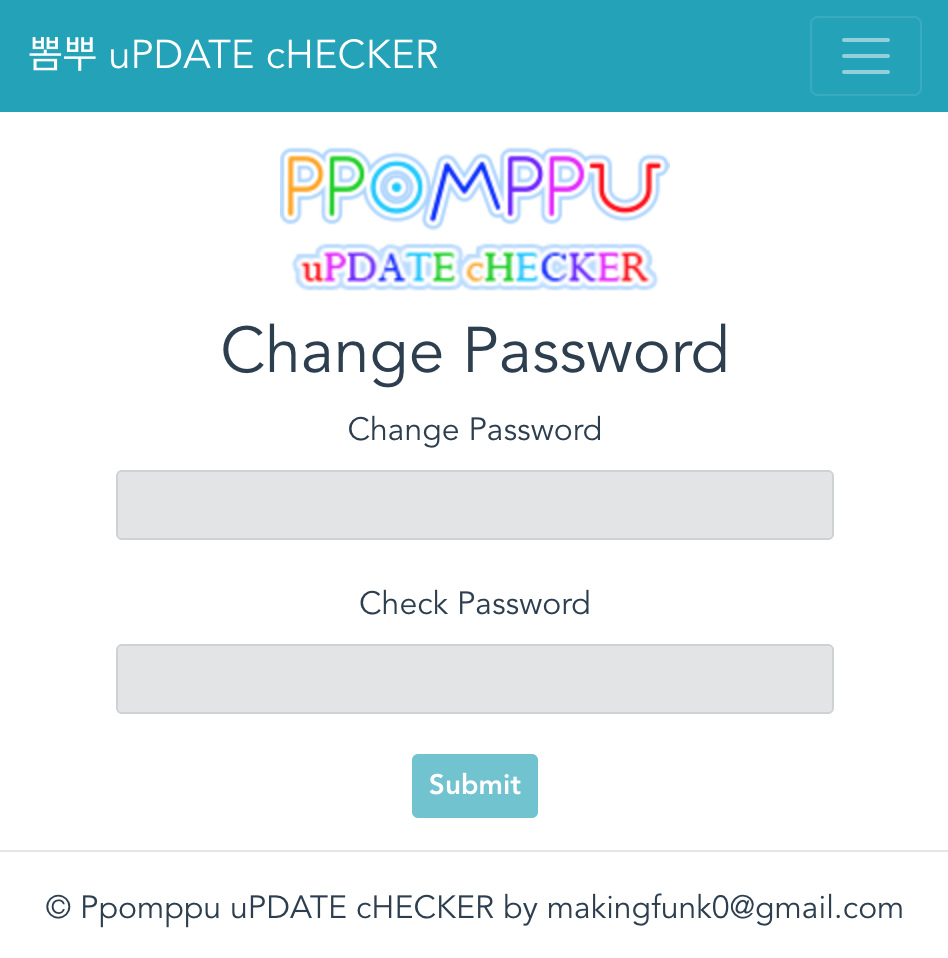 뽐뿌 uPDATE cHECKER
PPOMPPU
uPDATE cHECKER
Change Password
Change Password
Check Password
Submit
© Ppomppu uPDATE cHECKER by makingfunk0@gmail.com